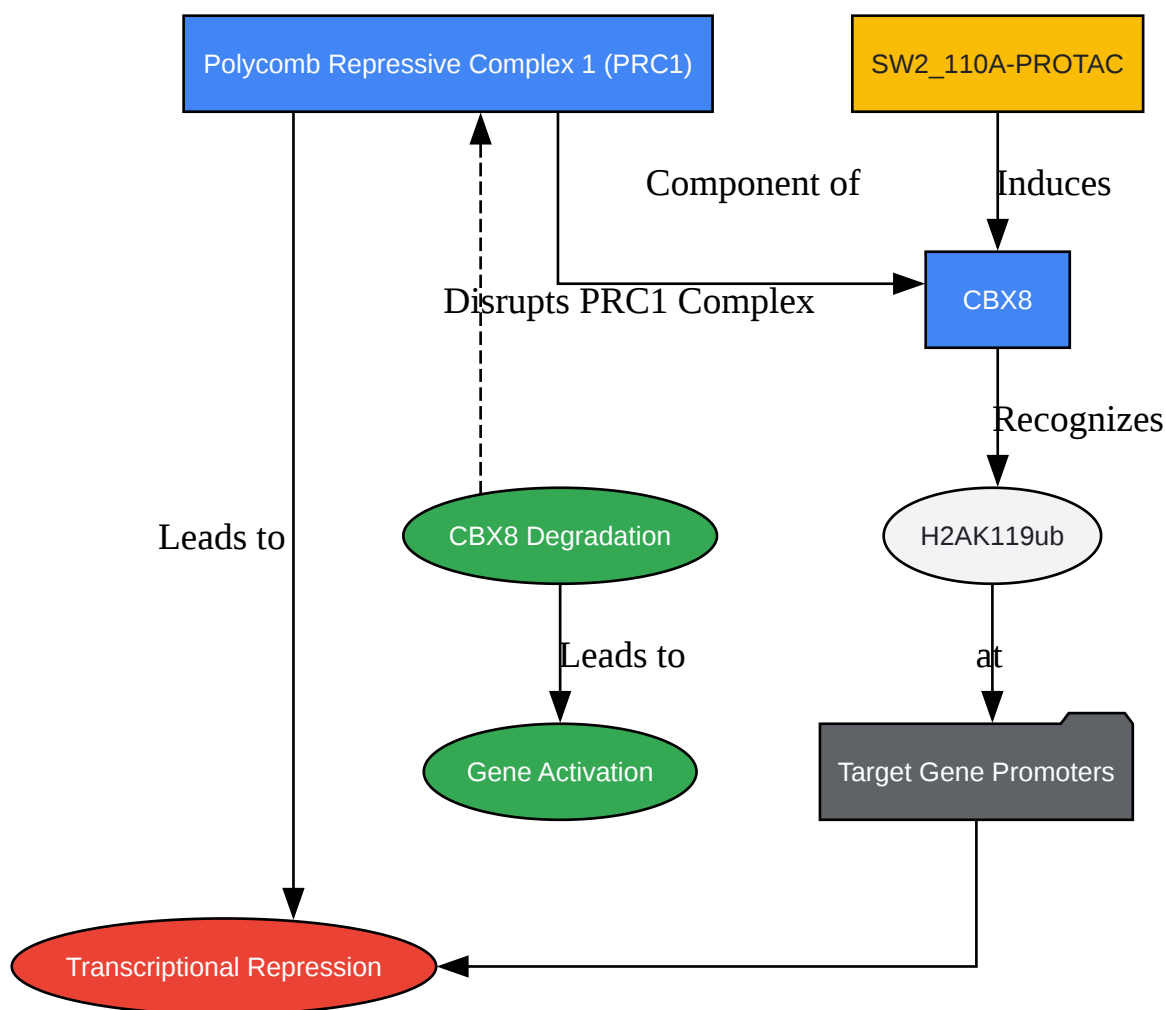 Polycomb Repressive Complex 1 (PRC1)
SW2_110A-PROTAC
Component of
Induces
Disrupts PRC1 Complex
CBX8
Recognizes
Leads to
CBX8 Degradation
H2AK119ub
Leads to
at
Gene Activation
Target Gene Promoters
Transcriptional Repression